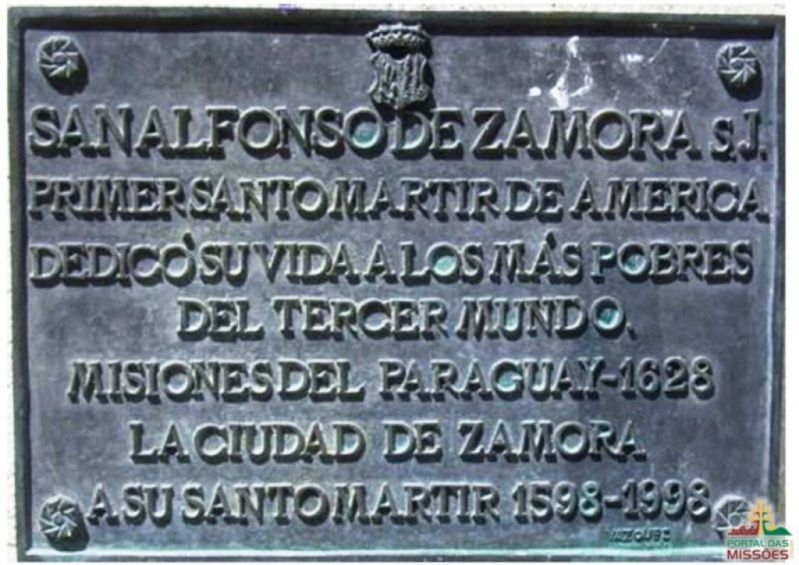 SAN ALFONSO DE ZAMORA S.J.
PRIMER SANTO MARTIR DE AMERICA
DEDICÓ SU VIDA A LOS MÁS POBRES
DEL TERCER MUNDO.
MISIONES DEL PARAGUAY-1628
LA CIUDAD DE ZAMORA
A SU SANTO MARTIR 1598-1998
VAZQUEZ
PORTAL DAS
MISSÕES